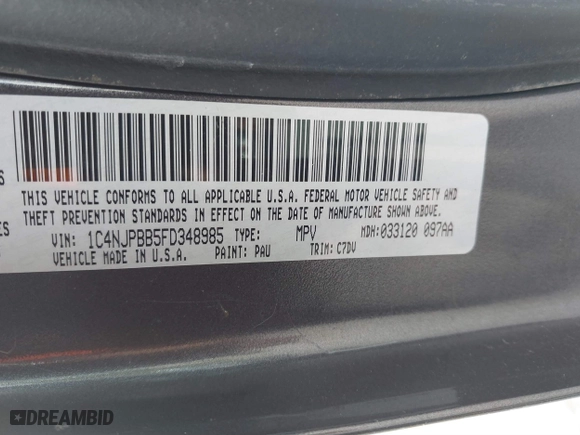 THIS VEHICLE CONFORMS TO ALL APPLICABLE U.S.A. FEDERAL MOTOR VEHICLE SAFETY AND
THEFT PREVENTION STANDARDS IN EFFECT ON THE DATE OF MANUFACTURE SHOWN ABOVE.
VIN: 1C4NJPBB5FD348985 TYPE: MPV MDH:033120 097AA
VEHICLE MADE IN U.S.A. PAINT: PAU TRIM: C7DV
DREAMBID